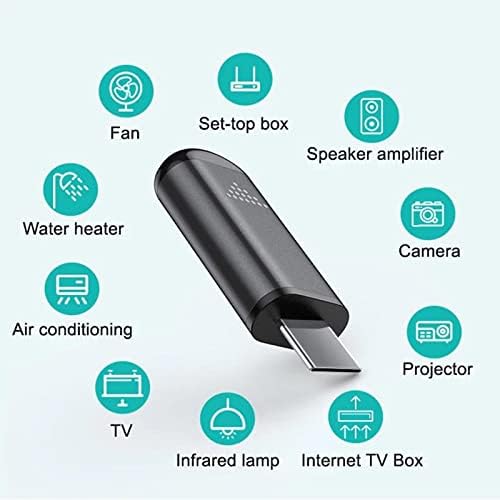 Fan
Set-top box
Speaker amplifier
Water heater
Camera
Air conditioning
Projector
TV
Infrared lamp
Internet TV Box